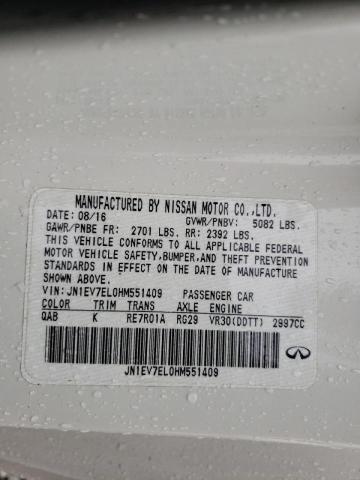 MANUFACTURED BY NISSAN MOTOR CO.,LTD.
DATE: 08/16 GVWR/PNBV: 5082 LBS.
GAWR/PNBE FR: 2701 LBS. RR: 2392 LBS.
THIS VEHICLE CONFORMS TO ALL APPLICABLE FEDERAL
MOTOR VEHICLE SAFETY,BUMPER,AND THEFT PREVENTION
STANDARDS IN EFFECT ON THE DATE OF MANUFACTURE
SHOWN ABOVE.
VIN: JN1EV7EL0HM551409 PASSENGER CAR
COLOR TRIM TRANS AXLE ENGINE
QAB K RE7R01A RG29 VR30(DDTT) 2997CC
JN1EV7EL0HM551409